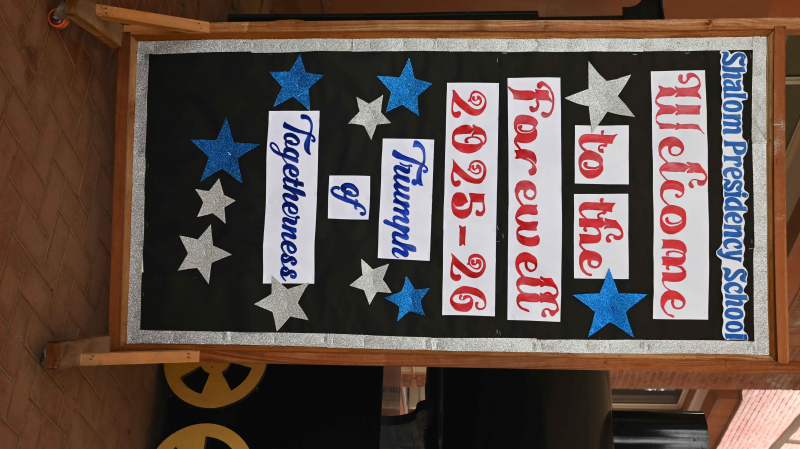 Shalom Presidency School
Welcome
to the
Farewell
2025-26
Triumph
of
Togetherness